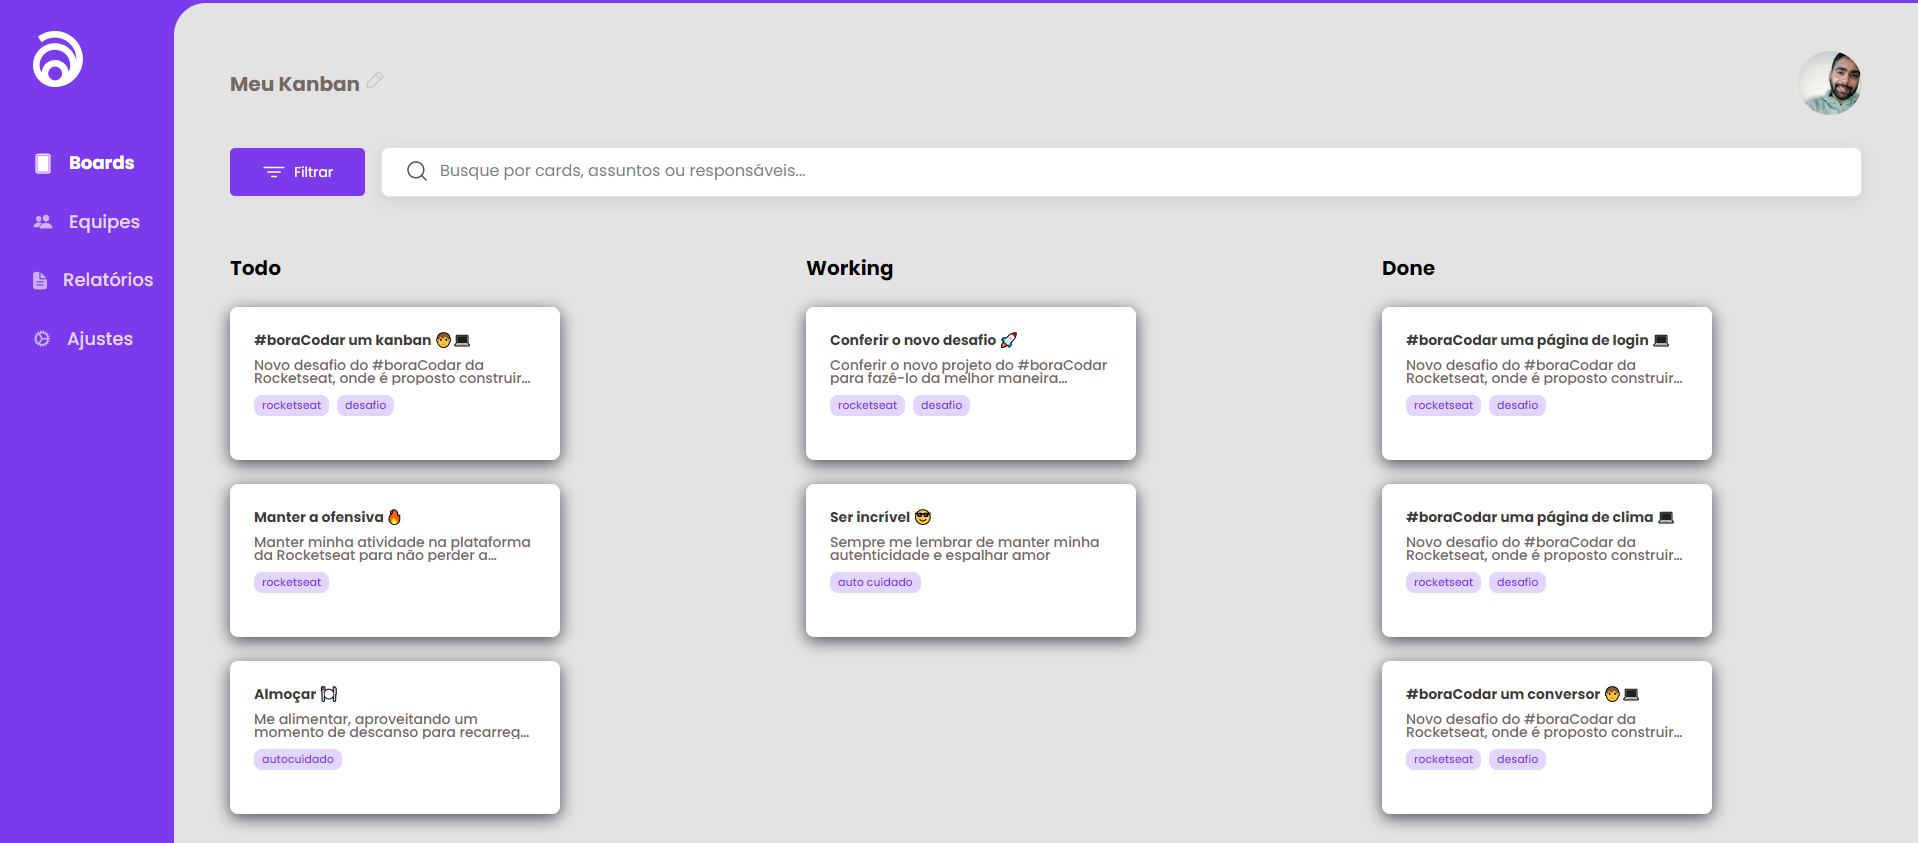 Boards
Equipes
Relatórios
Ajustes
Meu Kanban
Filtrar
Busque por cards, assuntos ou responsáveis...
Todo
#boraCodar um kanban 🧑💻
Novo desafio do #boraCodar da
Rocketseat, onde é proposto construir...
rocketseat
desafio
Manter a ofensiva 🔥
Manter minha atividade na plataforma
da Rocketseat para não perder a...
rocketseat
Almoçar 🍽️
Me alimentar, aproveitando um
momento de descanso para recarreg...
autocuidado
Working
Conferir o novo desafio 🚀
Conferir o novo projeto do #boraCodar
para fazê-lo da melhor maneira...
rocketseat
desafio
Ser incrível 😎
Sempre me lembrar de manter minha
autenticidade e espalhar amor
auto cuidado
Done
#boraCodar uma página de login 💻
Novo desafio do #boraCodar da
Rocketseat, onde é proposto construir...
rocketseat
desafio
#boraCodar uma página de clima 💻
Novo desafio do #boraCodar da
Rocketseat, onde é proposto construir...
rocketseat
desafio
#boraCodar um conversor 🧑💻
Novo desafio do #boraCodar da
Rocketseat, onde é proposto construir...
rocketseat
desafio